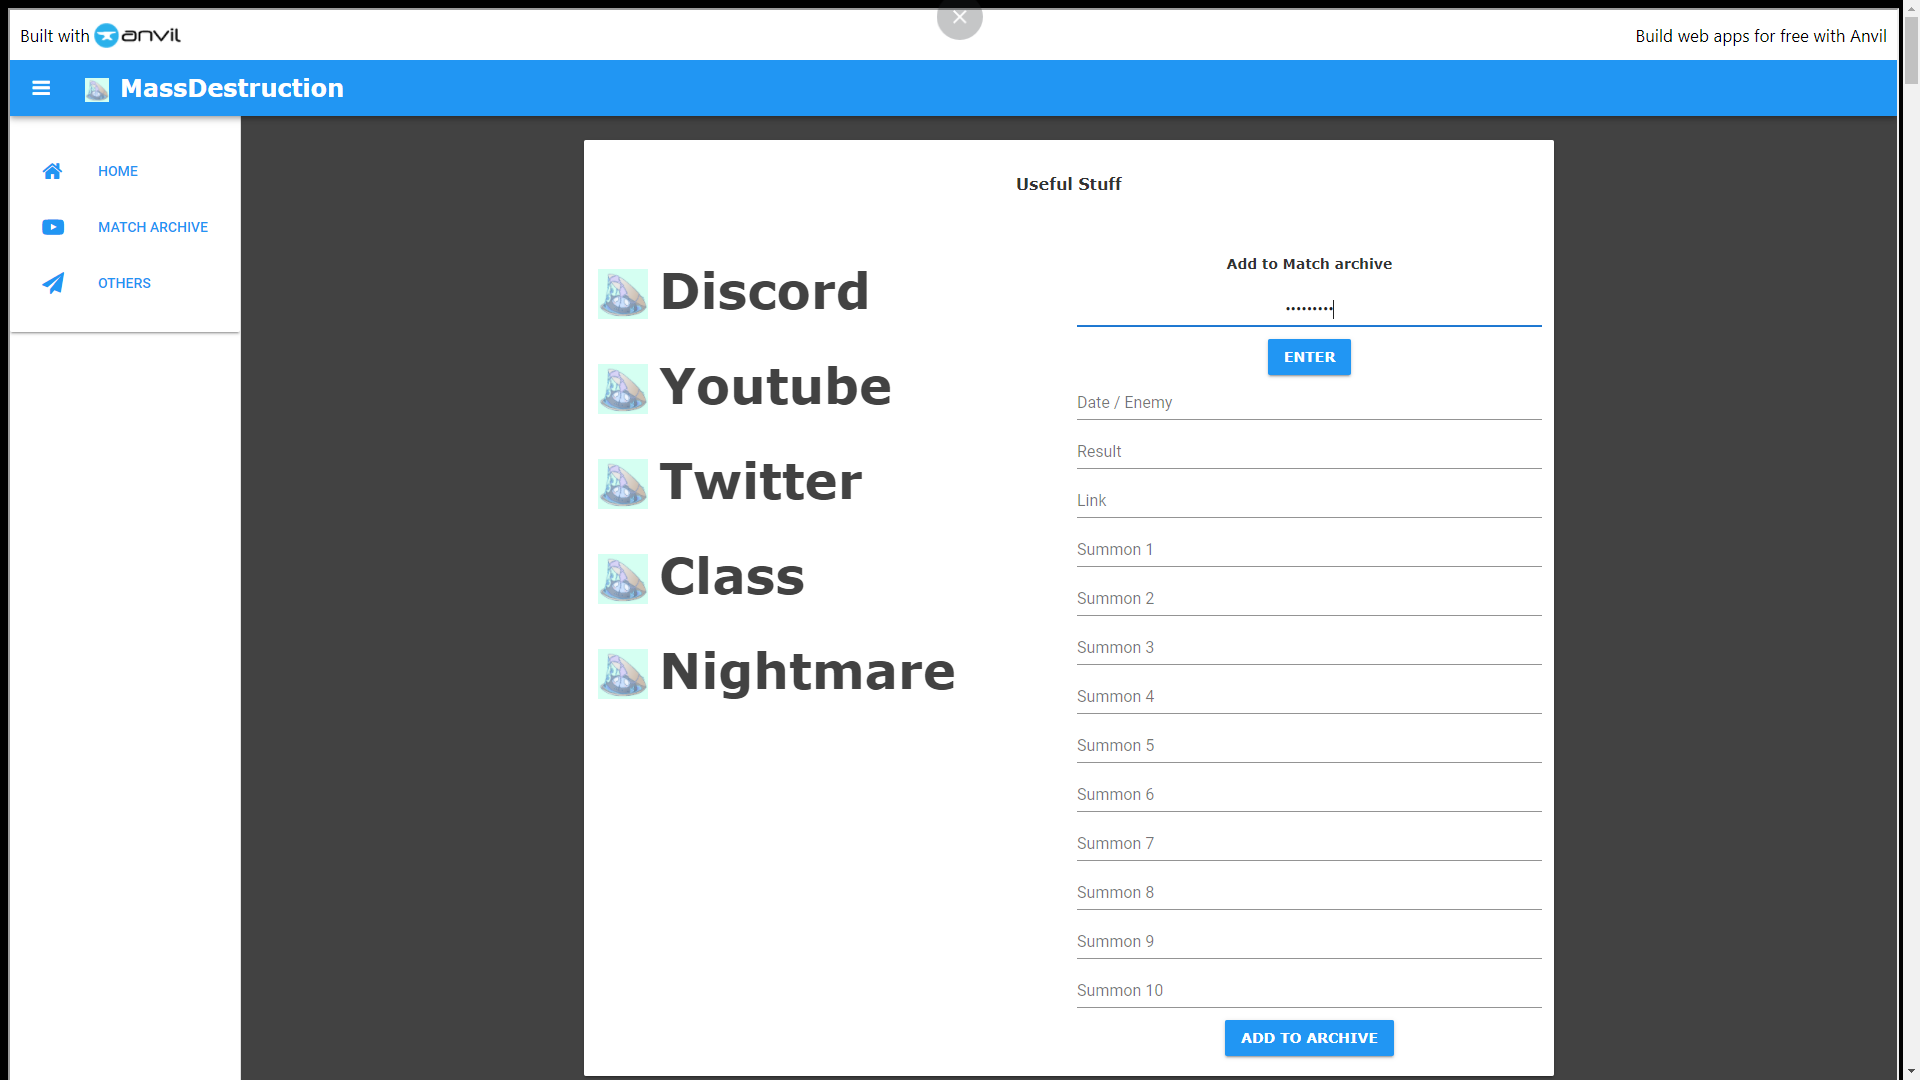 Built with anvil
Build web apps for free with Anvil
MassDestruction
HOME
MATCH ARCHIVE
OTHERS
Useful Stuff
Discord
Youtube
Twitter
Class
Nightmare
Add to Match archive
•••••••••
ENTER
Date / Enemy
Result
Link
Summon 1
Summon 2
Summon 3
Summon 4
Summon 5
Summon 6
Summon 7
Summon 8
Summon 9
Summon 10
ADD TO ARCHIVE